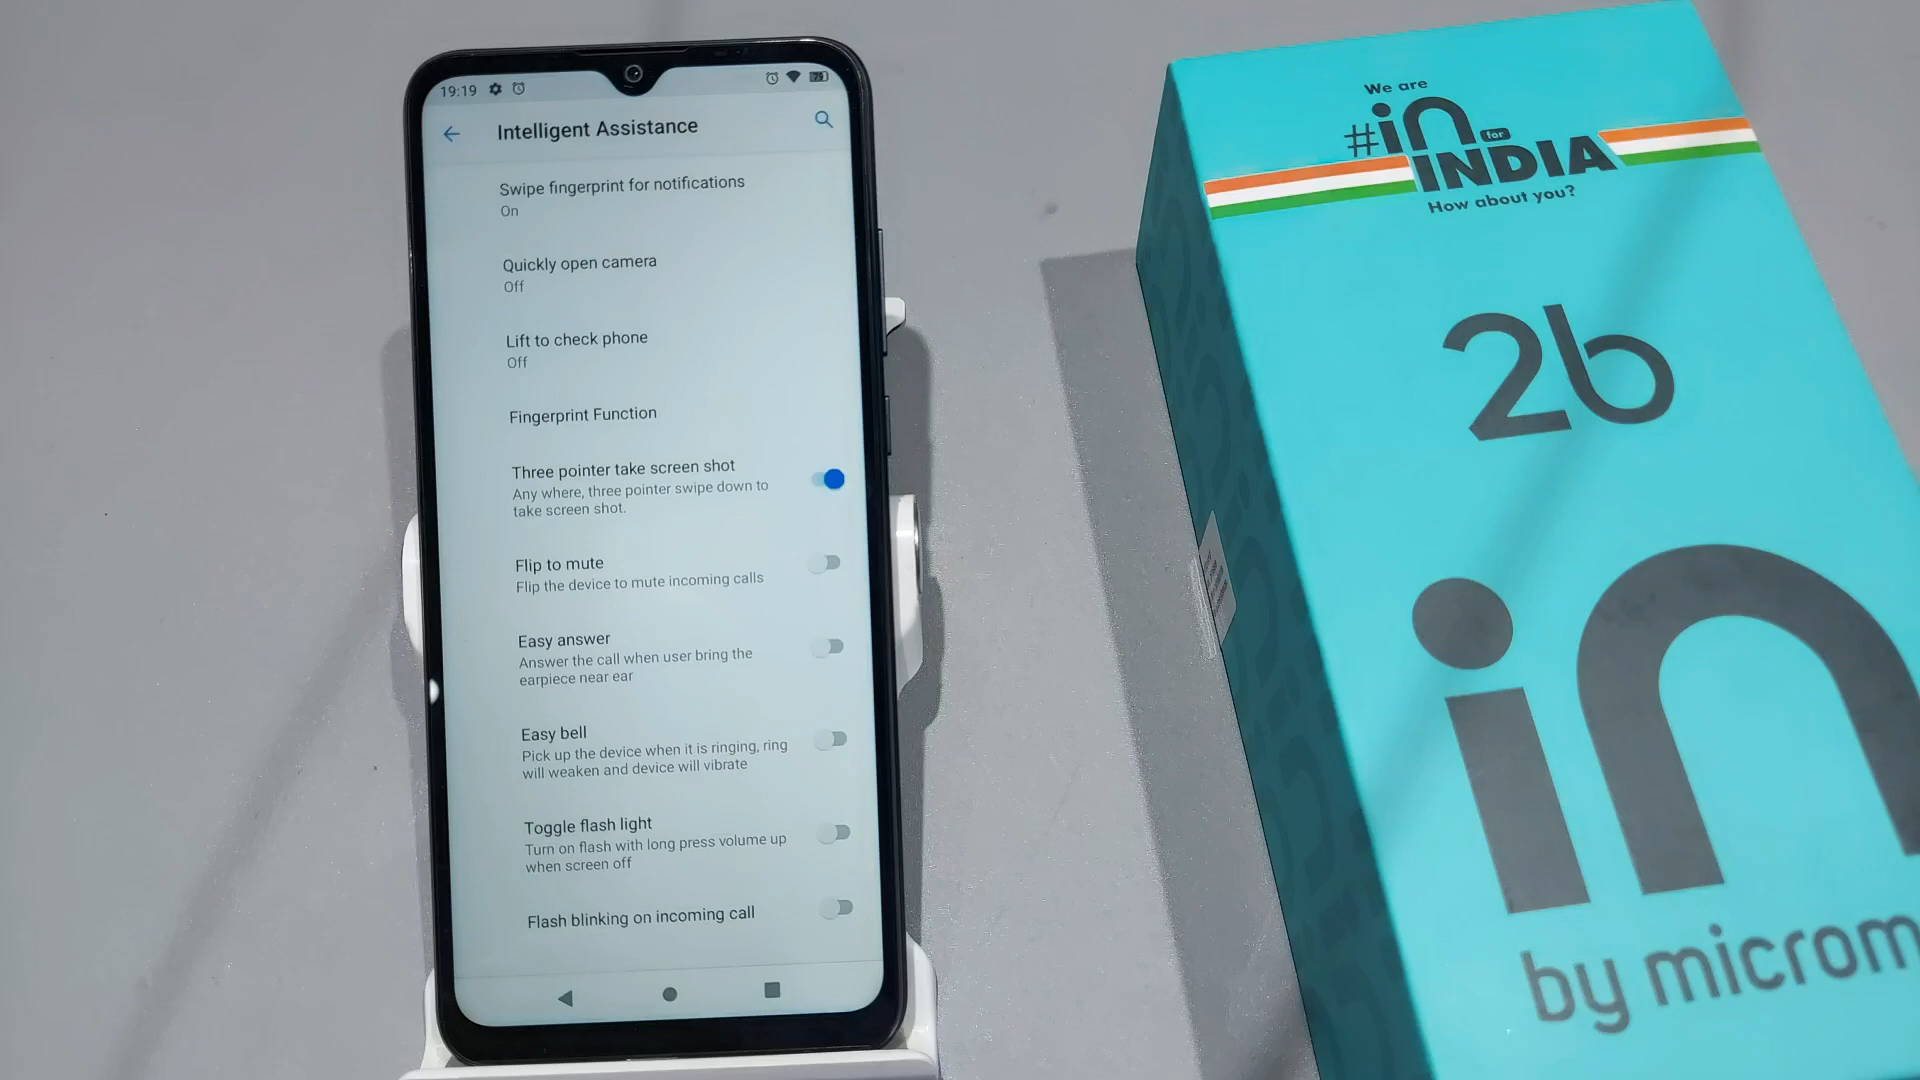 19:19
Intelligent Assistance
Swipe fingerprint for notifications
On
Quickly open camera
Off
Lift to check phone
Off
Fingerprint Function
Three pointer take screen shot
Any where, three pointer swipe down to
take screen shot.
Flip to mute
Flip the device to mute incoming calls
Easy answer
Answer the call when user bring the
earpiece near ear
Easy bell
Pick up the device when it is ringing, ring
will weaken and device will vibrate
Toggle flash light
Turn on flash with long press volume up
when screen off
Flash blinking on incoming call
We are
#in for
INDIA
How about you?
2b
in
by microm